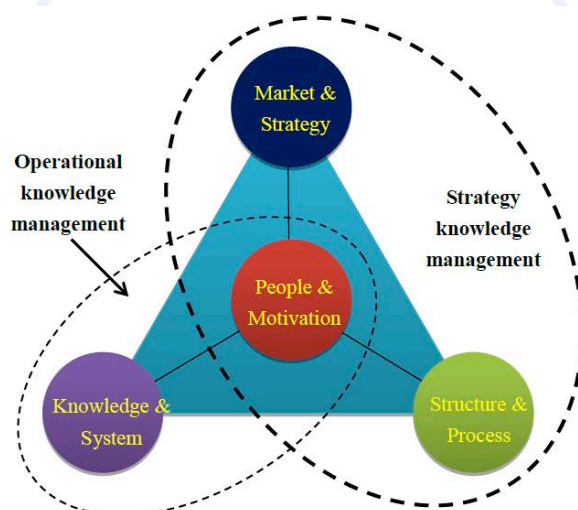 Market &
Strategy
Operational
knowledge
management
Strategy
knowledge
management
People &
Motivation
Knowledge &
System
Structure &
Process